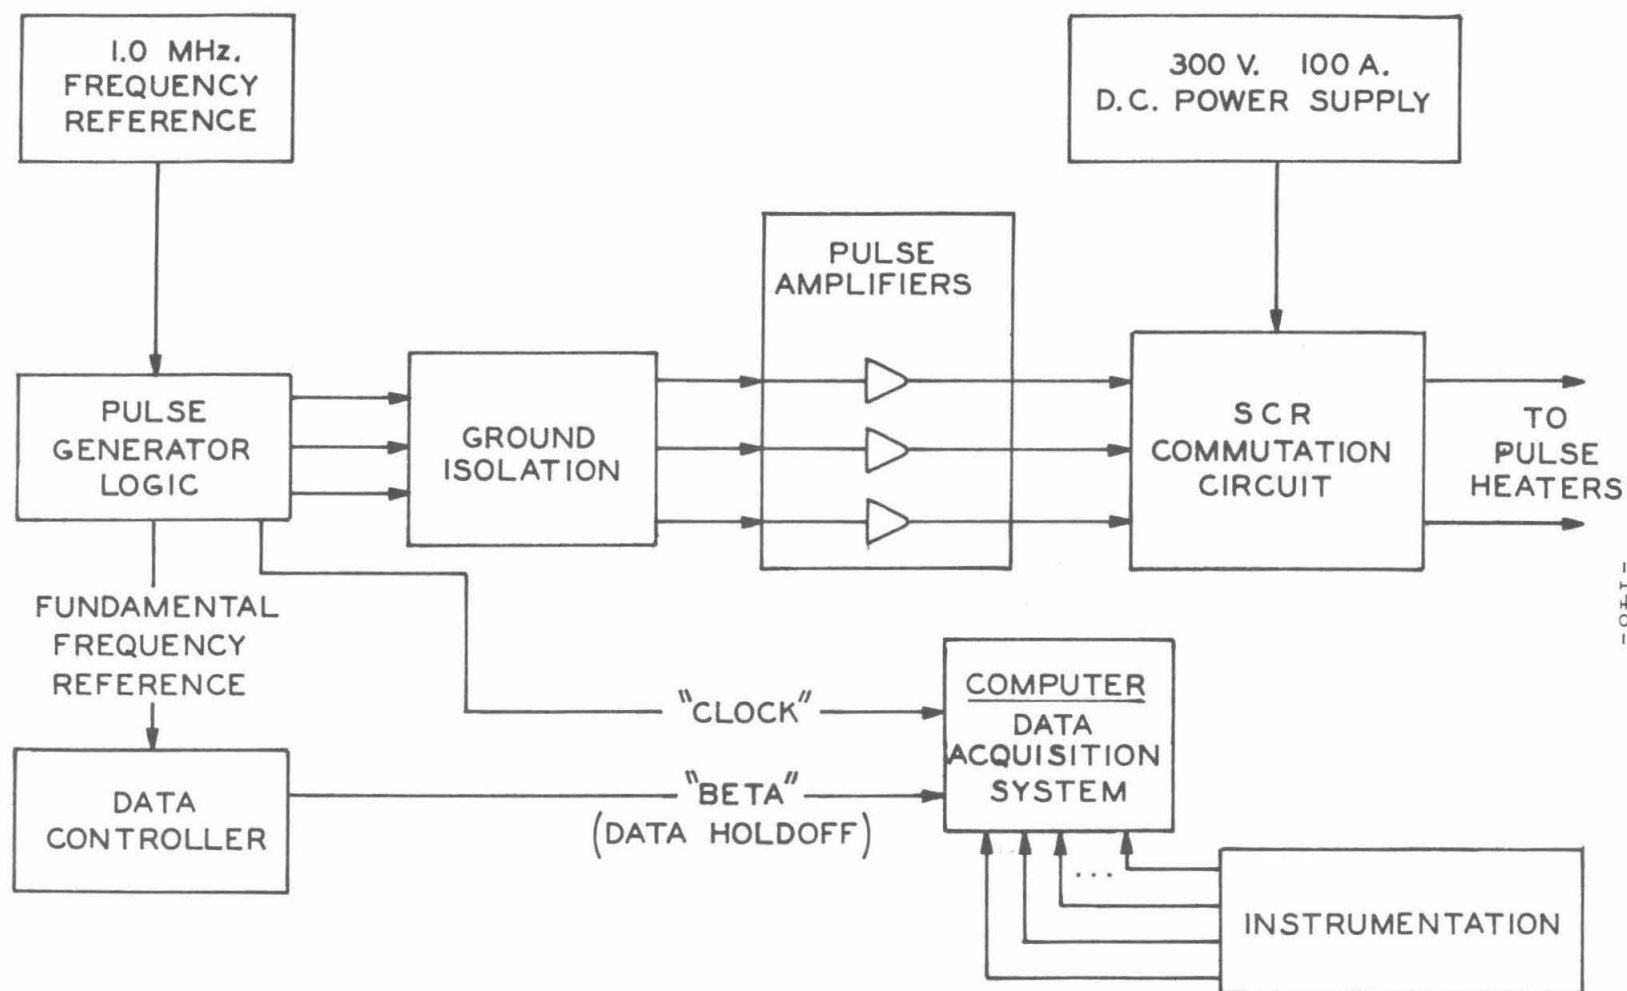 1.0 MHz.
FREQUENCY
REFERENCE
300 V. 100 A.
D.C. POWER SUPPLY
PULSE
AMPLIFIERS
PULSE
GENERATOR
LOGIC
GROUND
ISOLATION
SCR
COMMUTATION
CIRCUIT
TO
PULSE
HEATERS
FUNDAMENTAL
FREQUENCY
REFERENCE
"CLOCK"
COMPUTER
DATA
ACQUISITION
SYSTEM
DATA
CONTROLLER
"BETA"
(DATA HOLDOFF)
...
INSTRUMENTATION